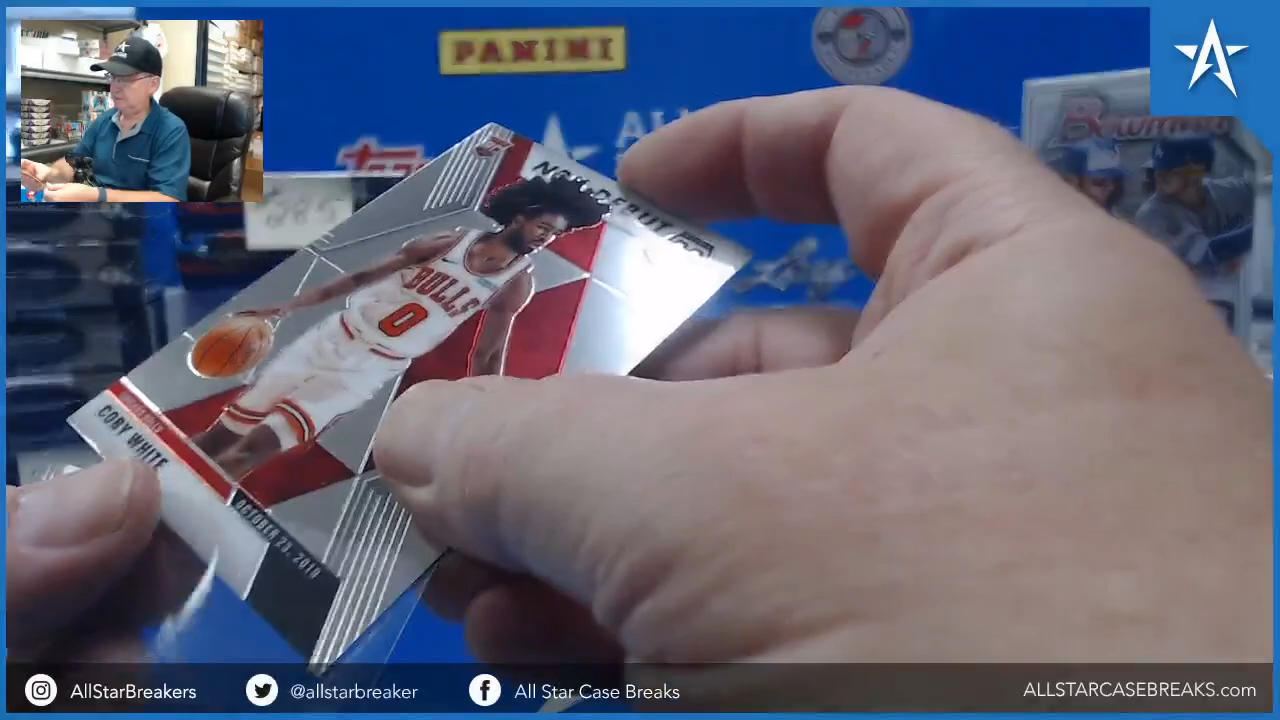 PANINI
Bowman
NBA DEBUT
BULLS
0
COBY WHITE
OCTOBER 23, 2019
AllStarBreakers
@allstarbreaker
All Star Case Breaks
ALLSTARCASEBREAKS.com